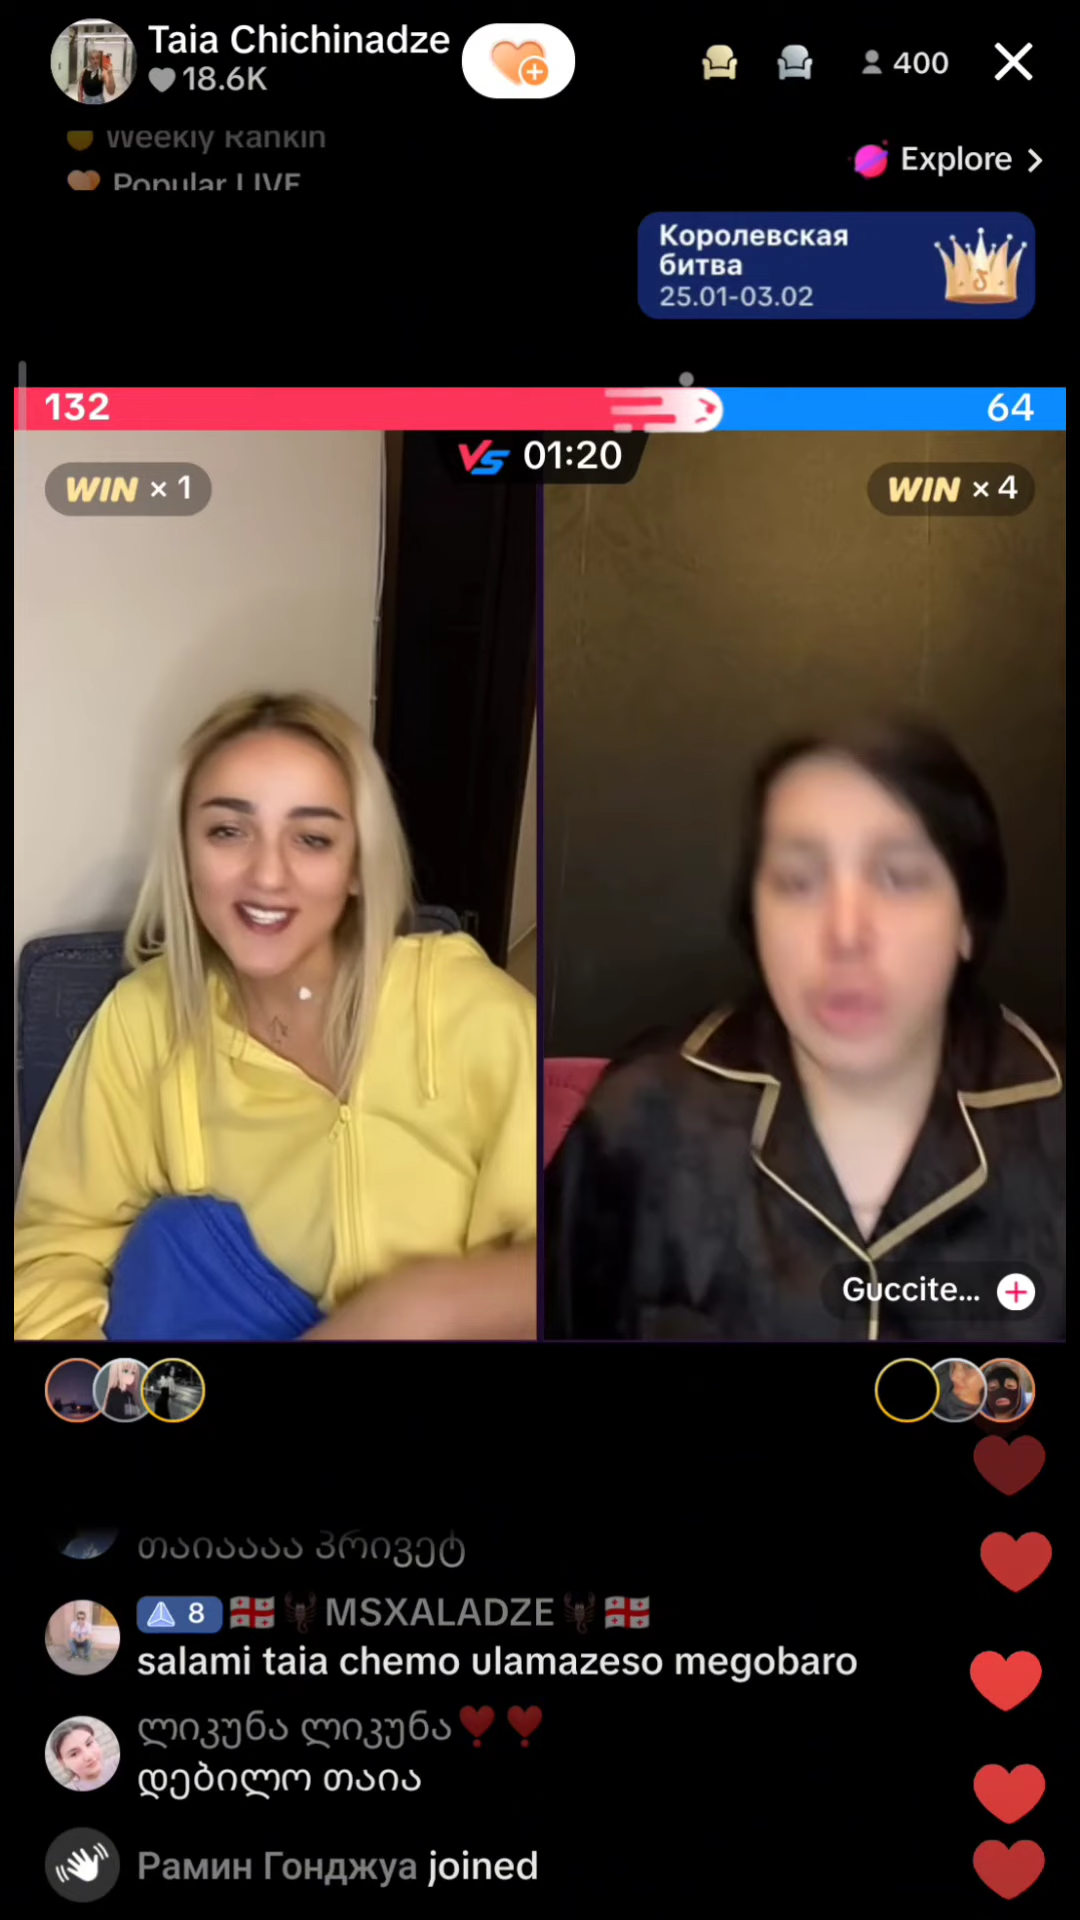 Taia Chichinadze
18.6K
400
Weekly Rankin
Popular LIVE
Explore
Королевская
битва
25.01-03.02
132
64
VS 01:20
WIN × 1
WIN × 4
Guccite...
თაიაააა პრივეტ
8 MSXALADZE
salami taia chemo ulamazeso megobaro
ლიკუნა ლიკუნა
დებილო თაია
Рамин Гонджуа joined